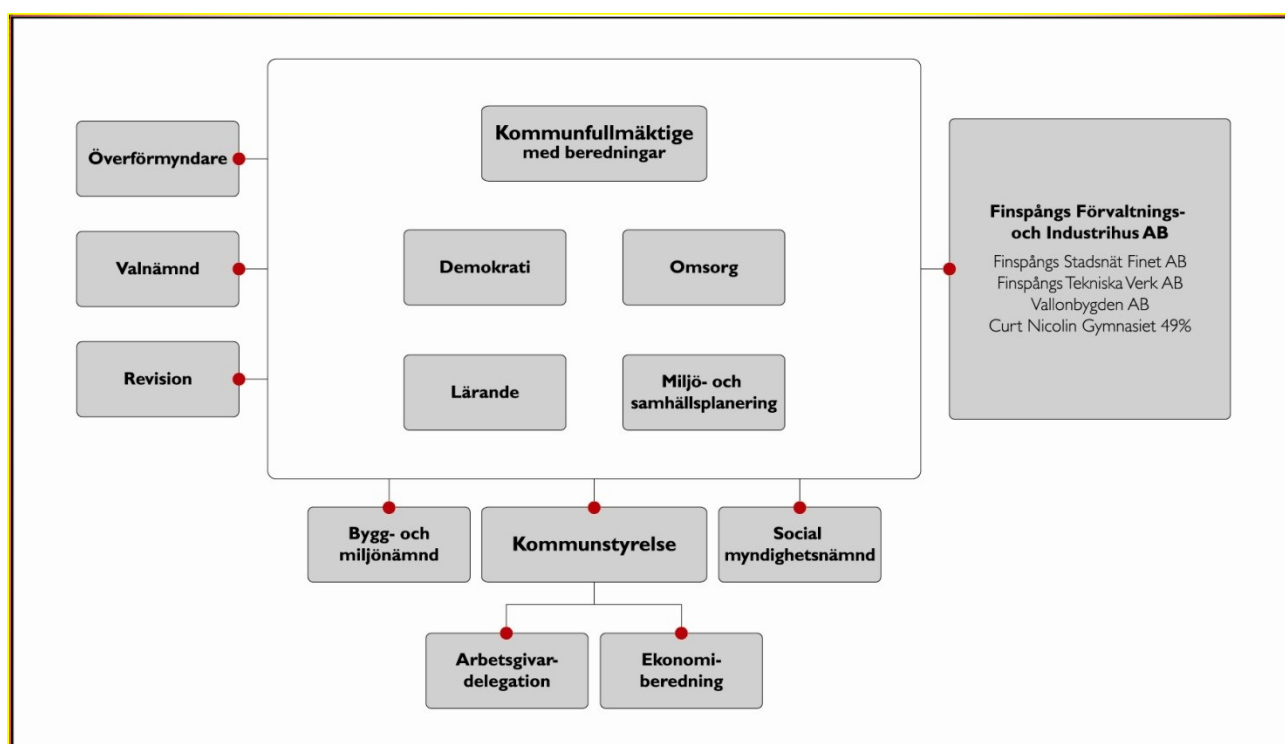 Kommunfullmäktige
med beredningar
Överförmyndare
Valnämnd
Revision
Demokrati
Omsorg
Lärande
Miljö- och
samhällsplanering
Finspångs Förvaltnings-
och Industrihus AB
Finspångs Stadsnät Finet AB
Finspångs Tekniska Verk AB
Vallonbygden AB
Curt Nicolin Gymnasiet 49%
Bygg- och
miljönämnd
Kommunstyrelse
Social
myndighetsnämnd
Arbetsgivar-
delegation
Ekonomi-
beredning